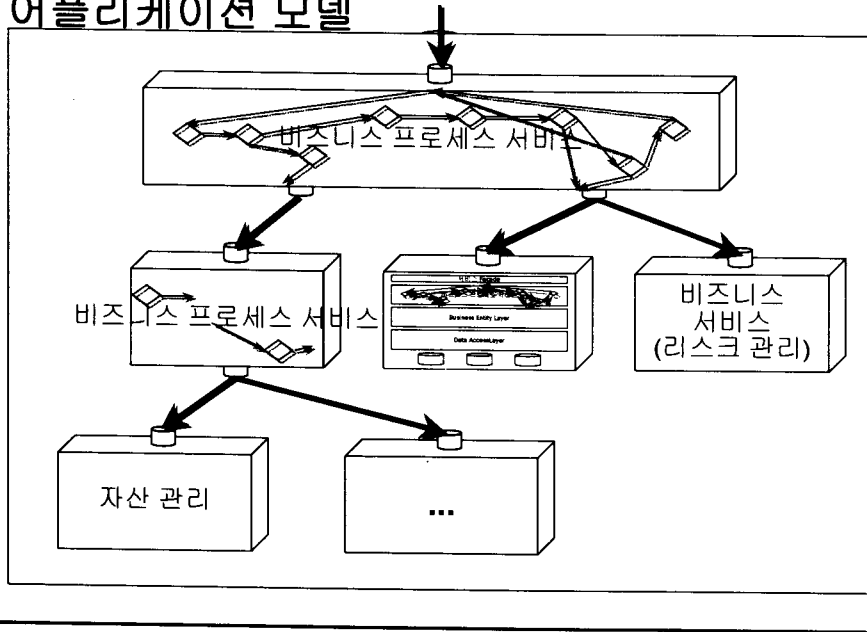 어플리케이션 모델
비즈니스 프로세스 서비스
비즈니스 프로세스 서비스
Business Entity Layer
Data AccessLayer
비즈니스
서비스
(리스크 관리)
자산 관리
...